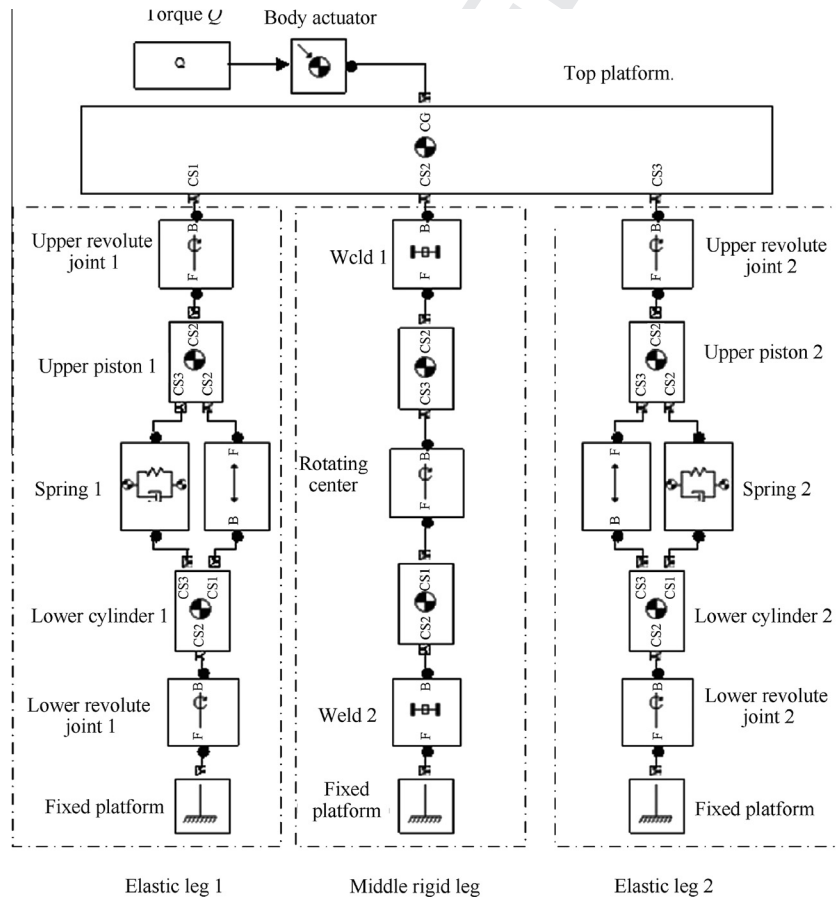 Torque Q
Body actuator
Q
Top platform.
CG
CS1
CS2
CS3
B
B
B
Upper revolute
joint 1
Wcld 1
Upper revolute
joint 2
F
F
F
CS2
CS2
CS2
Upper piston 1
Upper piston 2
CS3
CS2
CS3
CS3
CS2
F
B
F
Spring 1
Rotating
center
Spring 2
B
F
B
CS3
CS1
CS1
CS3
CS1
Lower cylinder 1
Lower cylinder 2
CS2
CS2
CS2
B
B
B
Lower revolute
joint 1
Weld 2
Lower revolute
joint 2
F
F
F
Fixed platform
Fixed
platform
Fixed platform
Elastic leg 1
Middle rigid leg
Elastic leg 2